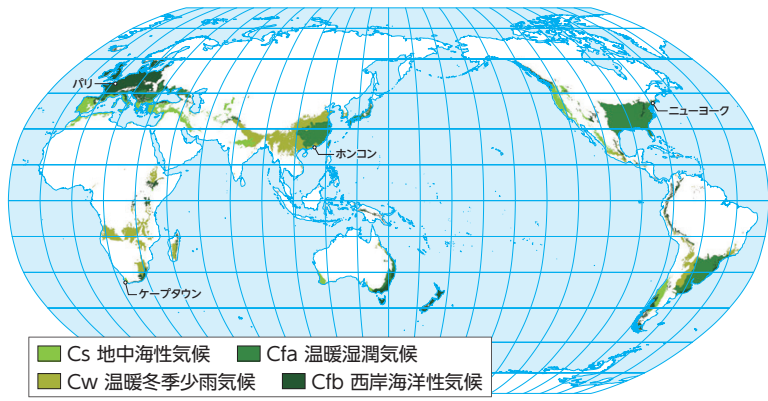 パリ
ニューヨーク
ホンコン
ケープタウン
Cs 地中海性気候
Cfa 温暖湿潤気候
Cw 温暖冬季少雨気候
Cfb 西岸海洋性気候